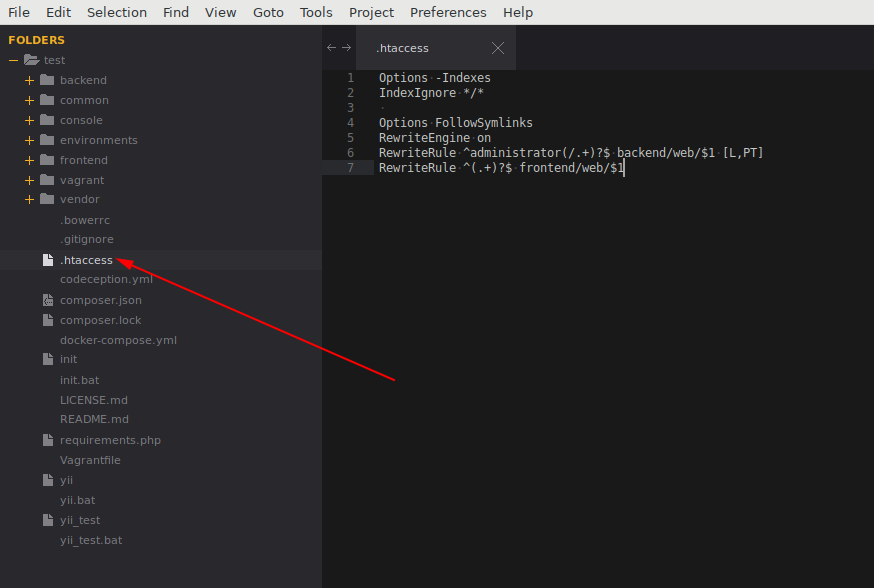 File Edit Selection Find View Goto Tools Project Preferences Help
FOLDERS
test
backend
common
console
environments
frontend
vagrant
vendor
.bowerrc
.gitignore
.htaccess
codeception.yml
composer.json
composer.lock
docker-compose.yml
init
init.bat
LICENSE.md
README.md
requirements.php
Vagrantfile
yii
yii.bat
yii_test
yii_test.bat
.htaccess
1 Options -Indexes
2 IndexIgnore */*
3
4 Options FollowSymlinks
5 RewriteEngine on
6 RewriteRule ^administrator(/.+)?$ backend/web/$1 [L,PT]
7 RewriteRule ^(.+)?$ frontend/web/$1